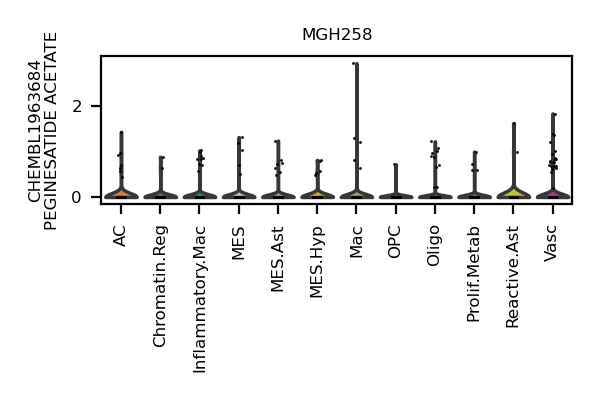 MGH258
CHEMBL1963684
PEGINESATIDE ACETATE
2
0
AC
Chromatin.Reg
Inflammatory.Mac
MES
MES.Ast
MES.Hyp
Mac
OPC
Oligo
Prolif.Metab
Reactive.Ast
Vasc